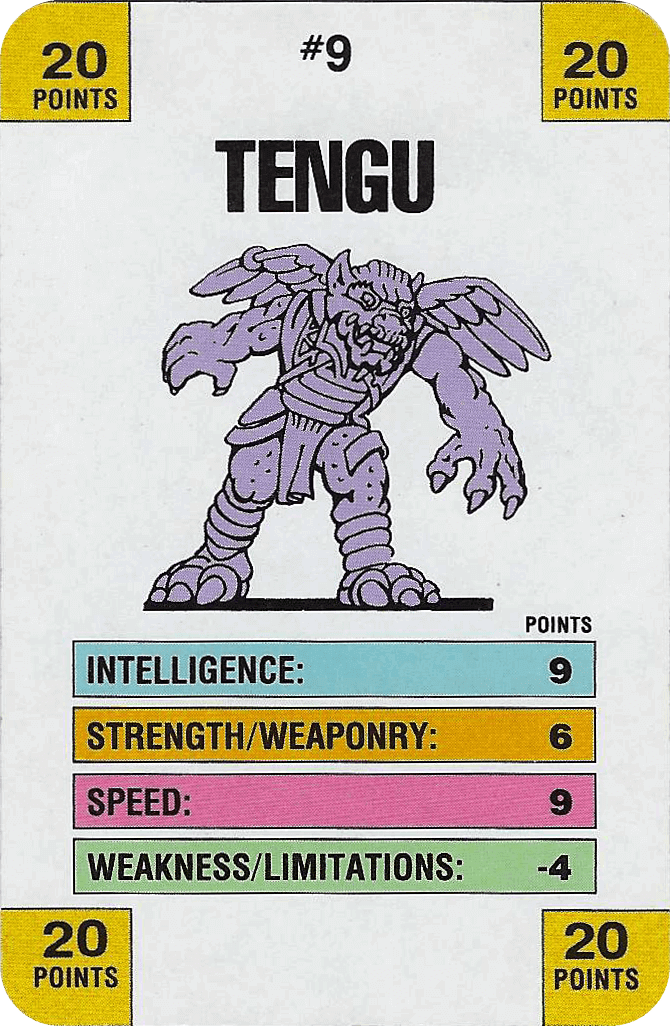 20
POINTS
#9
20
POINTS
TENGU
POINTS
INTELLIGENCE: 9
STRENGTH/WEAPONRY: 6
SPEED: 9
WEAKNESS/LIMITATIONS: -4
20
POINTS
20
POINTS